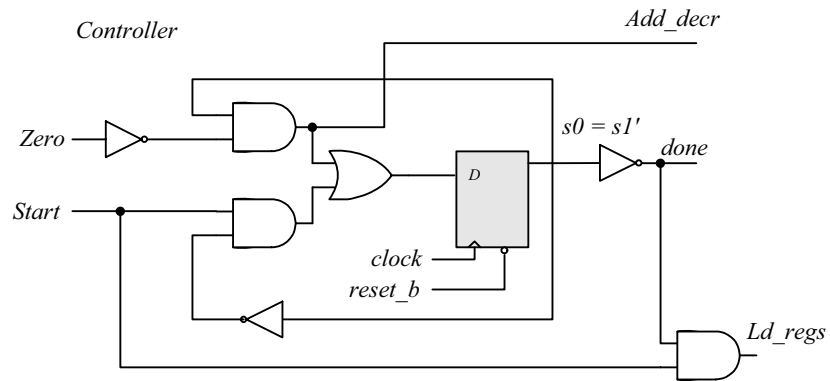 Controller
Add_decr
Zero
s0 = s1'
done
Start
D
clock
reset_b
Ld_regs